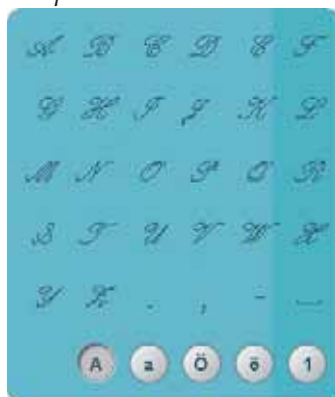 A B C D E F
G H I J K L
M N O P Q R
S T U V W X
Y Z . , -
A a Ö ë 1